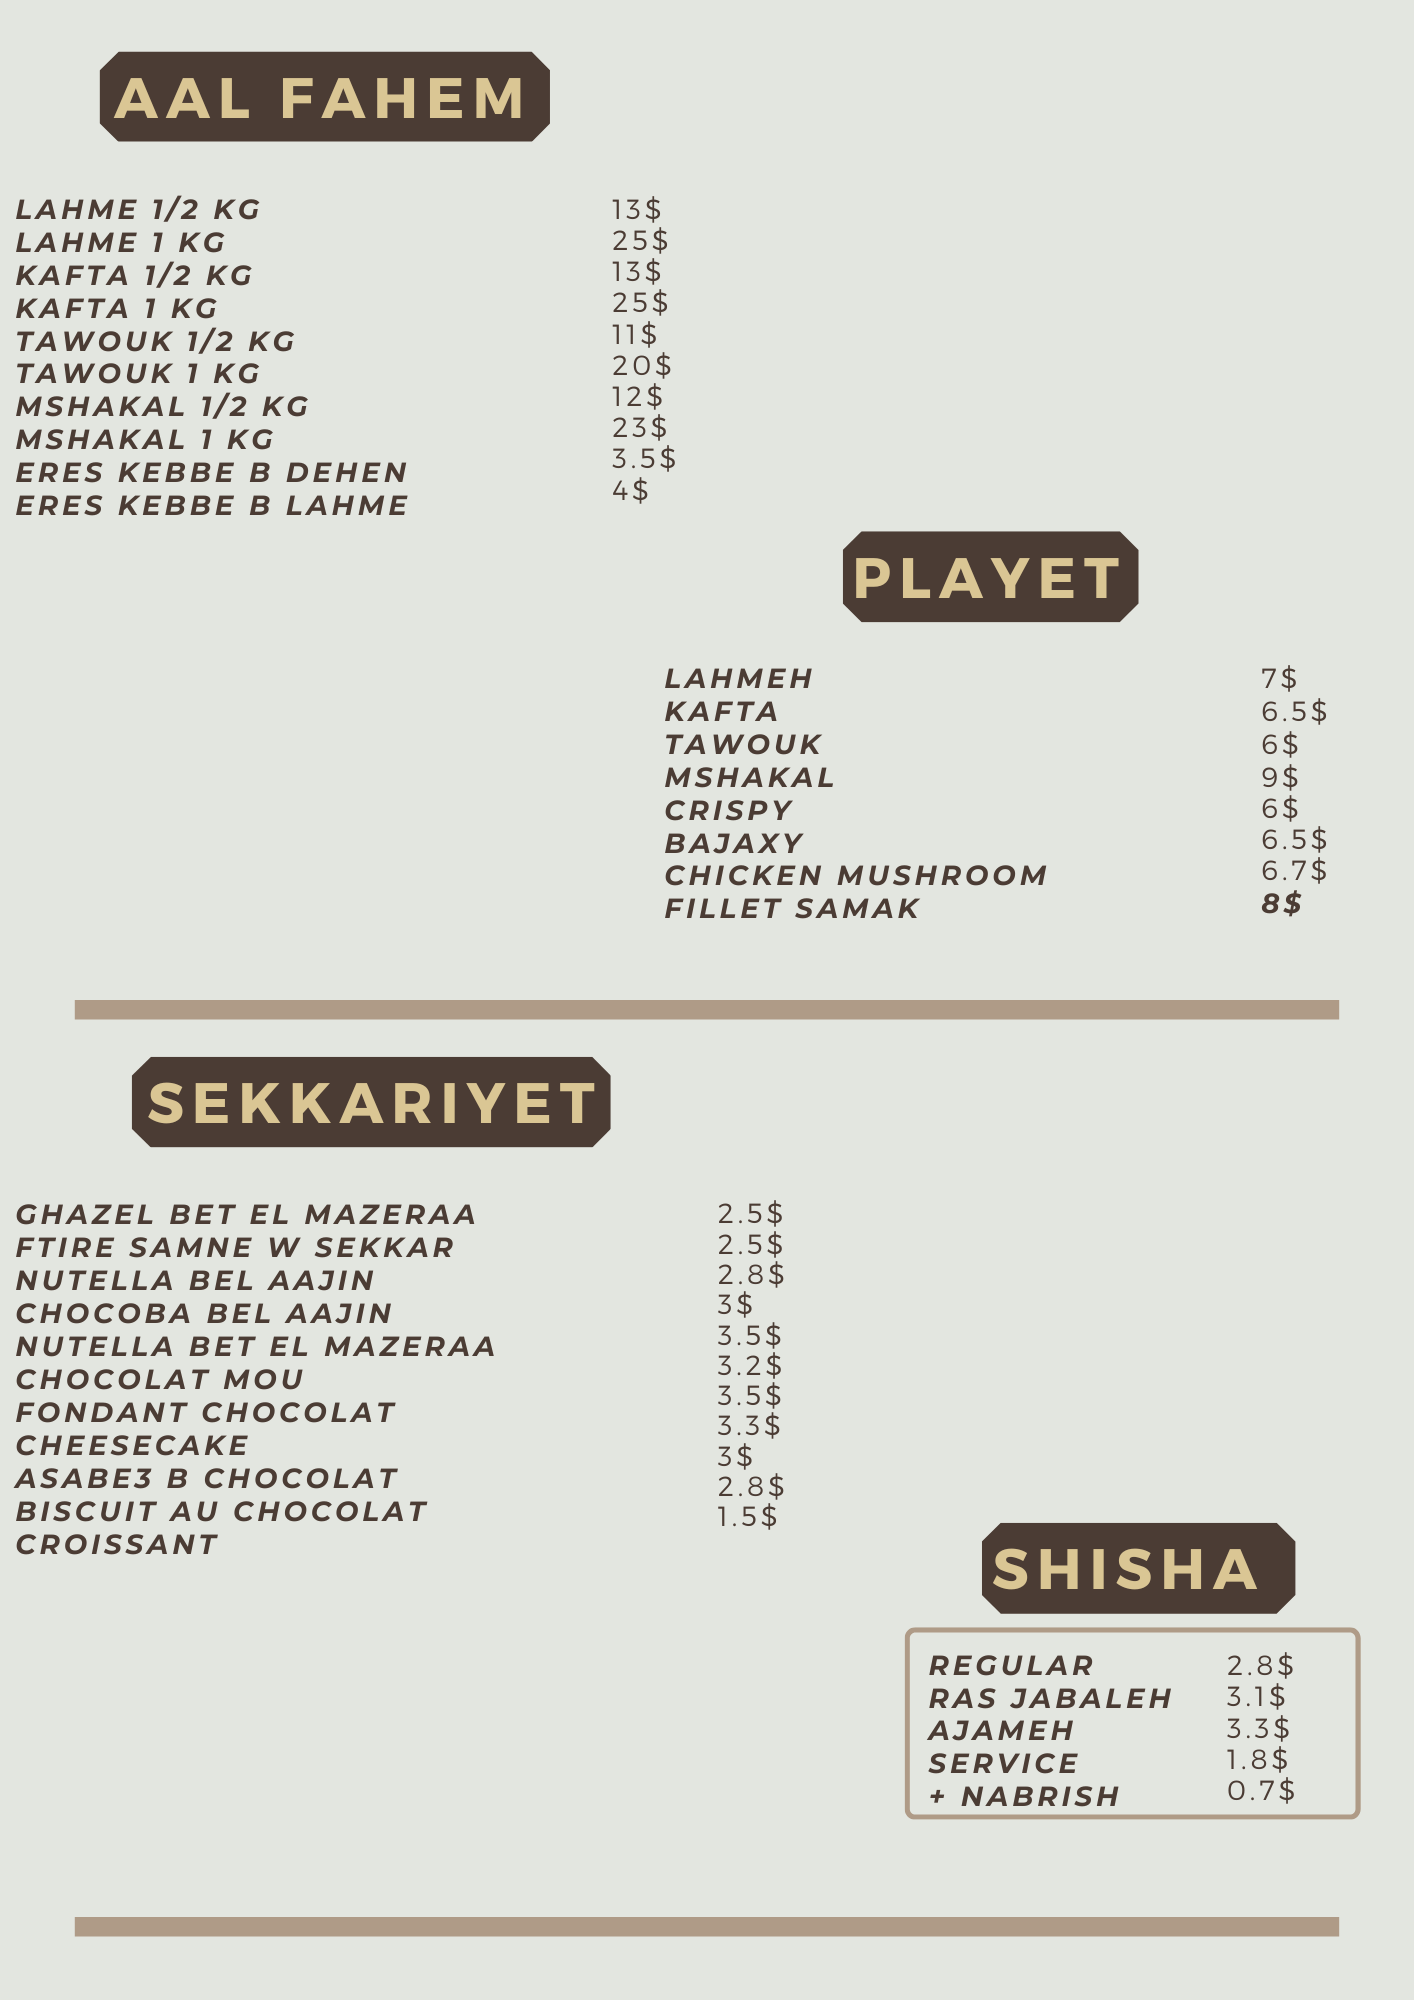 AAL FAHEM
LAHME 1/2 KG 13$
LAHME 1 KG 25$
KAFTA 1/2 KG 13$
KAFTA 1 KG 25$
TAWOUK 1/2 KG 11$
TAWOUK 1 KG 20$
MSHAKAL 1/2 KG 12$
MSHAKAL 1 KG 23$
ERES KEBBE B DEHEN 3.5$
ERES KEBBE B LAHME 4$
PLAYET
LAHMEH 7$
KAFTA 6.5$
TAWOUK 6$
MSHAKAL 9$
CRISPY 6$
BAJAXY 6.5$
CHICKEN MUSHROOM 6.7$
FILLET SAMAK 8$
SEKKARIYET
GHAZEL BET EL MAZERAA 2.5$
FTIRE SAMNE W SEKKAR 2.5$
NUTELLA BEL AAJIN 2.8$
CHOCOBA BEL AAJIN 3$
NUTELLA BET EL MAZERAA 3.5$
CHOCOLAT MOU 3.2$
FONDANT CHOCOLAT 3.5$
CHEESECAKE 3.3$
ASABE3 B CHOCOLAT 3$
BISCUIT AU CHOCOLAT 2.8$
CROISSANT 1.5$
SHISHA
REGULAR 2.8$
RAS JABALEH 3.1$
AJAMEH 3.3$
SERVICE 1.8$
+ NABRISH 0.7$